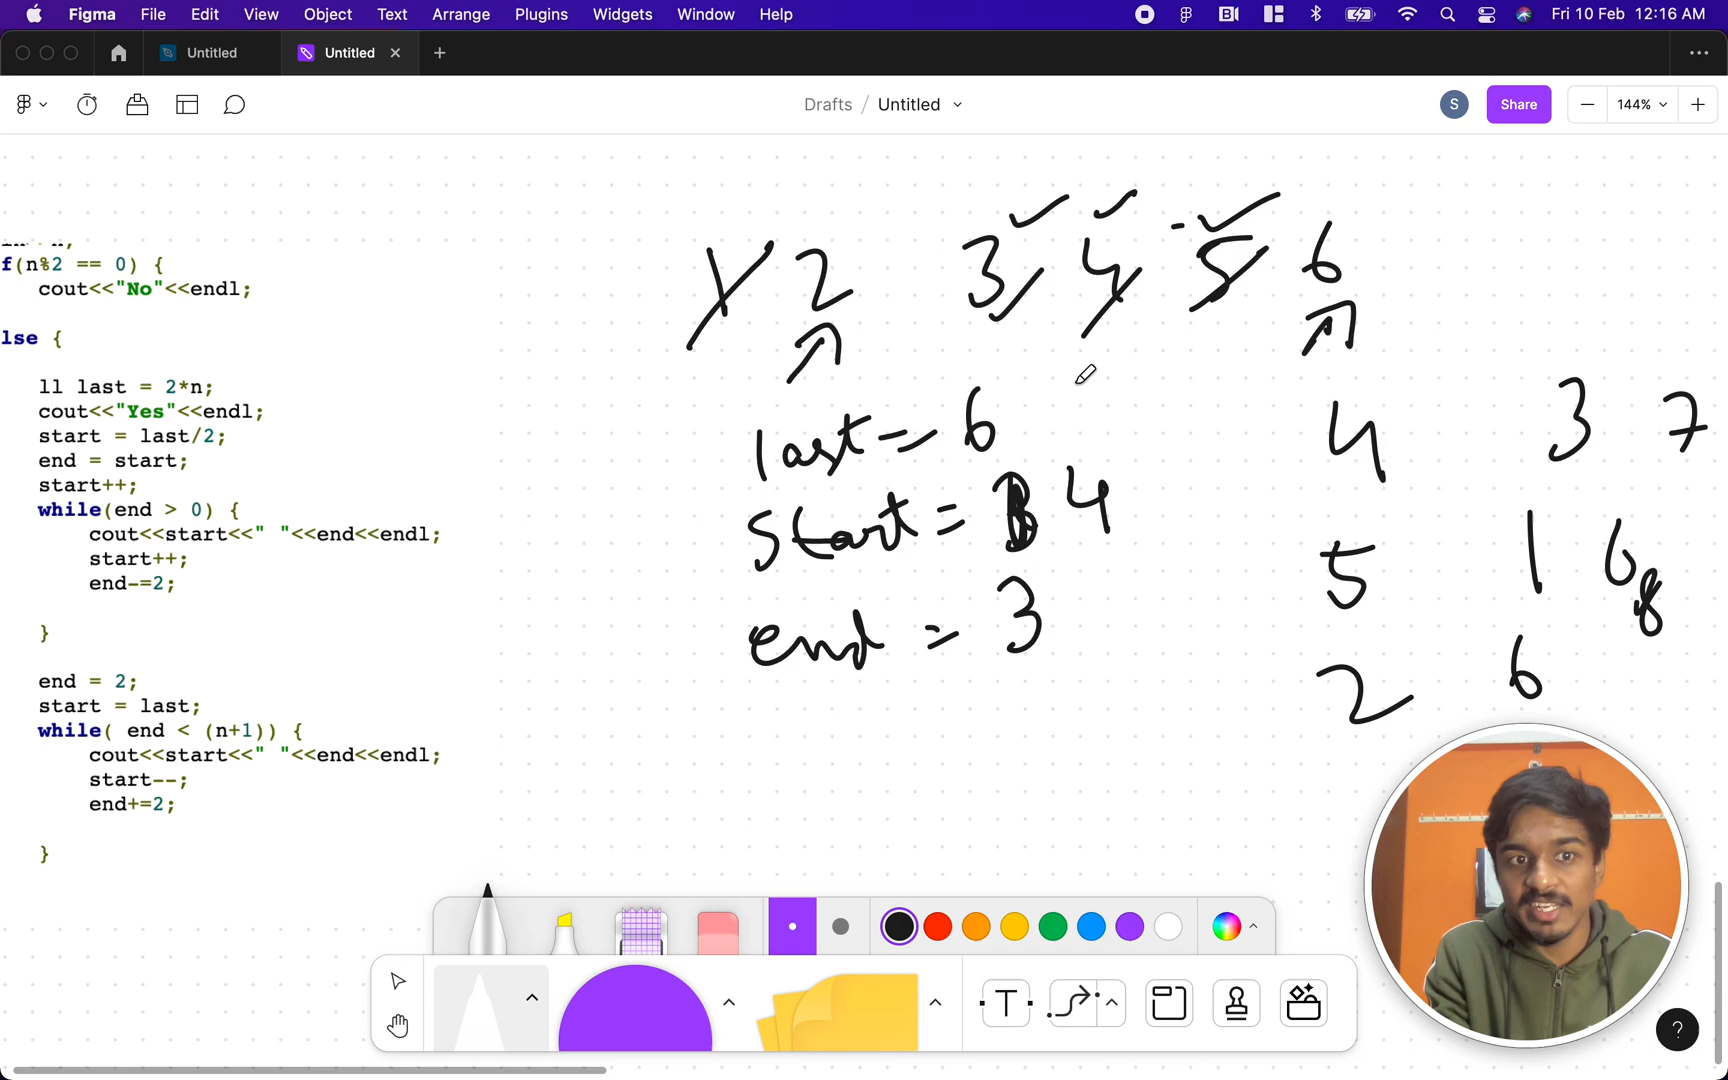 Figma File Edit View Object Text Arrange Plugins Widgets Window Help Fri 10 Feb 12:16 AM
Untitled Untitled
Drafts / Untitled S Share 144%
f(n%2 == 0) {
cout<<"No"<<endl;
lse {
ll last = 2*n;
cout<<"Yes"<<endl;
start = last/2;
end = start;
start++;
while(end > 0) {
cout<<start<<" "<<end<<endl;
start++;
end-=2;
}
end = 2;
start = last;
while( end < (n+1)) {
cout<<start<<" "<<end<<endl;
start--;
end+=2;
}
1 2 3 4 5 6
last = 6
start = 4
end = 3
4 3 7
5 1 6
8
2 6
T
?